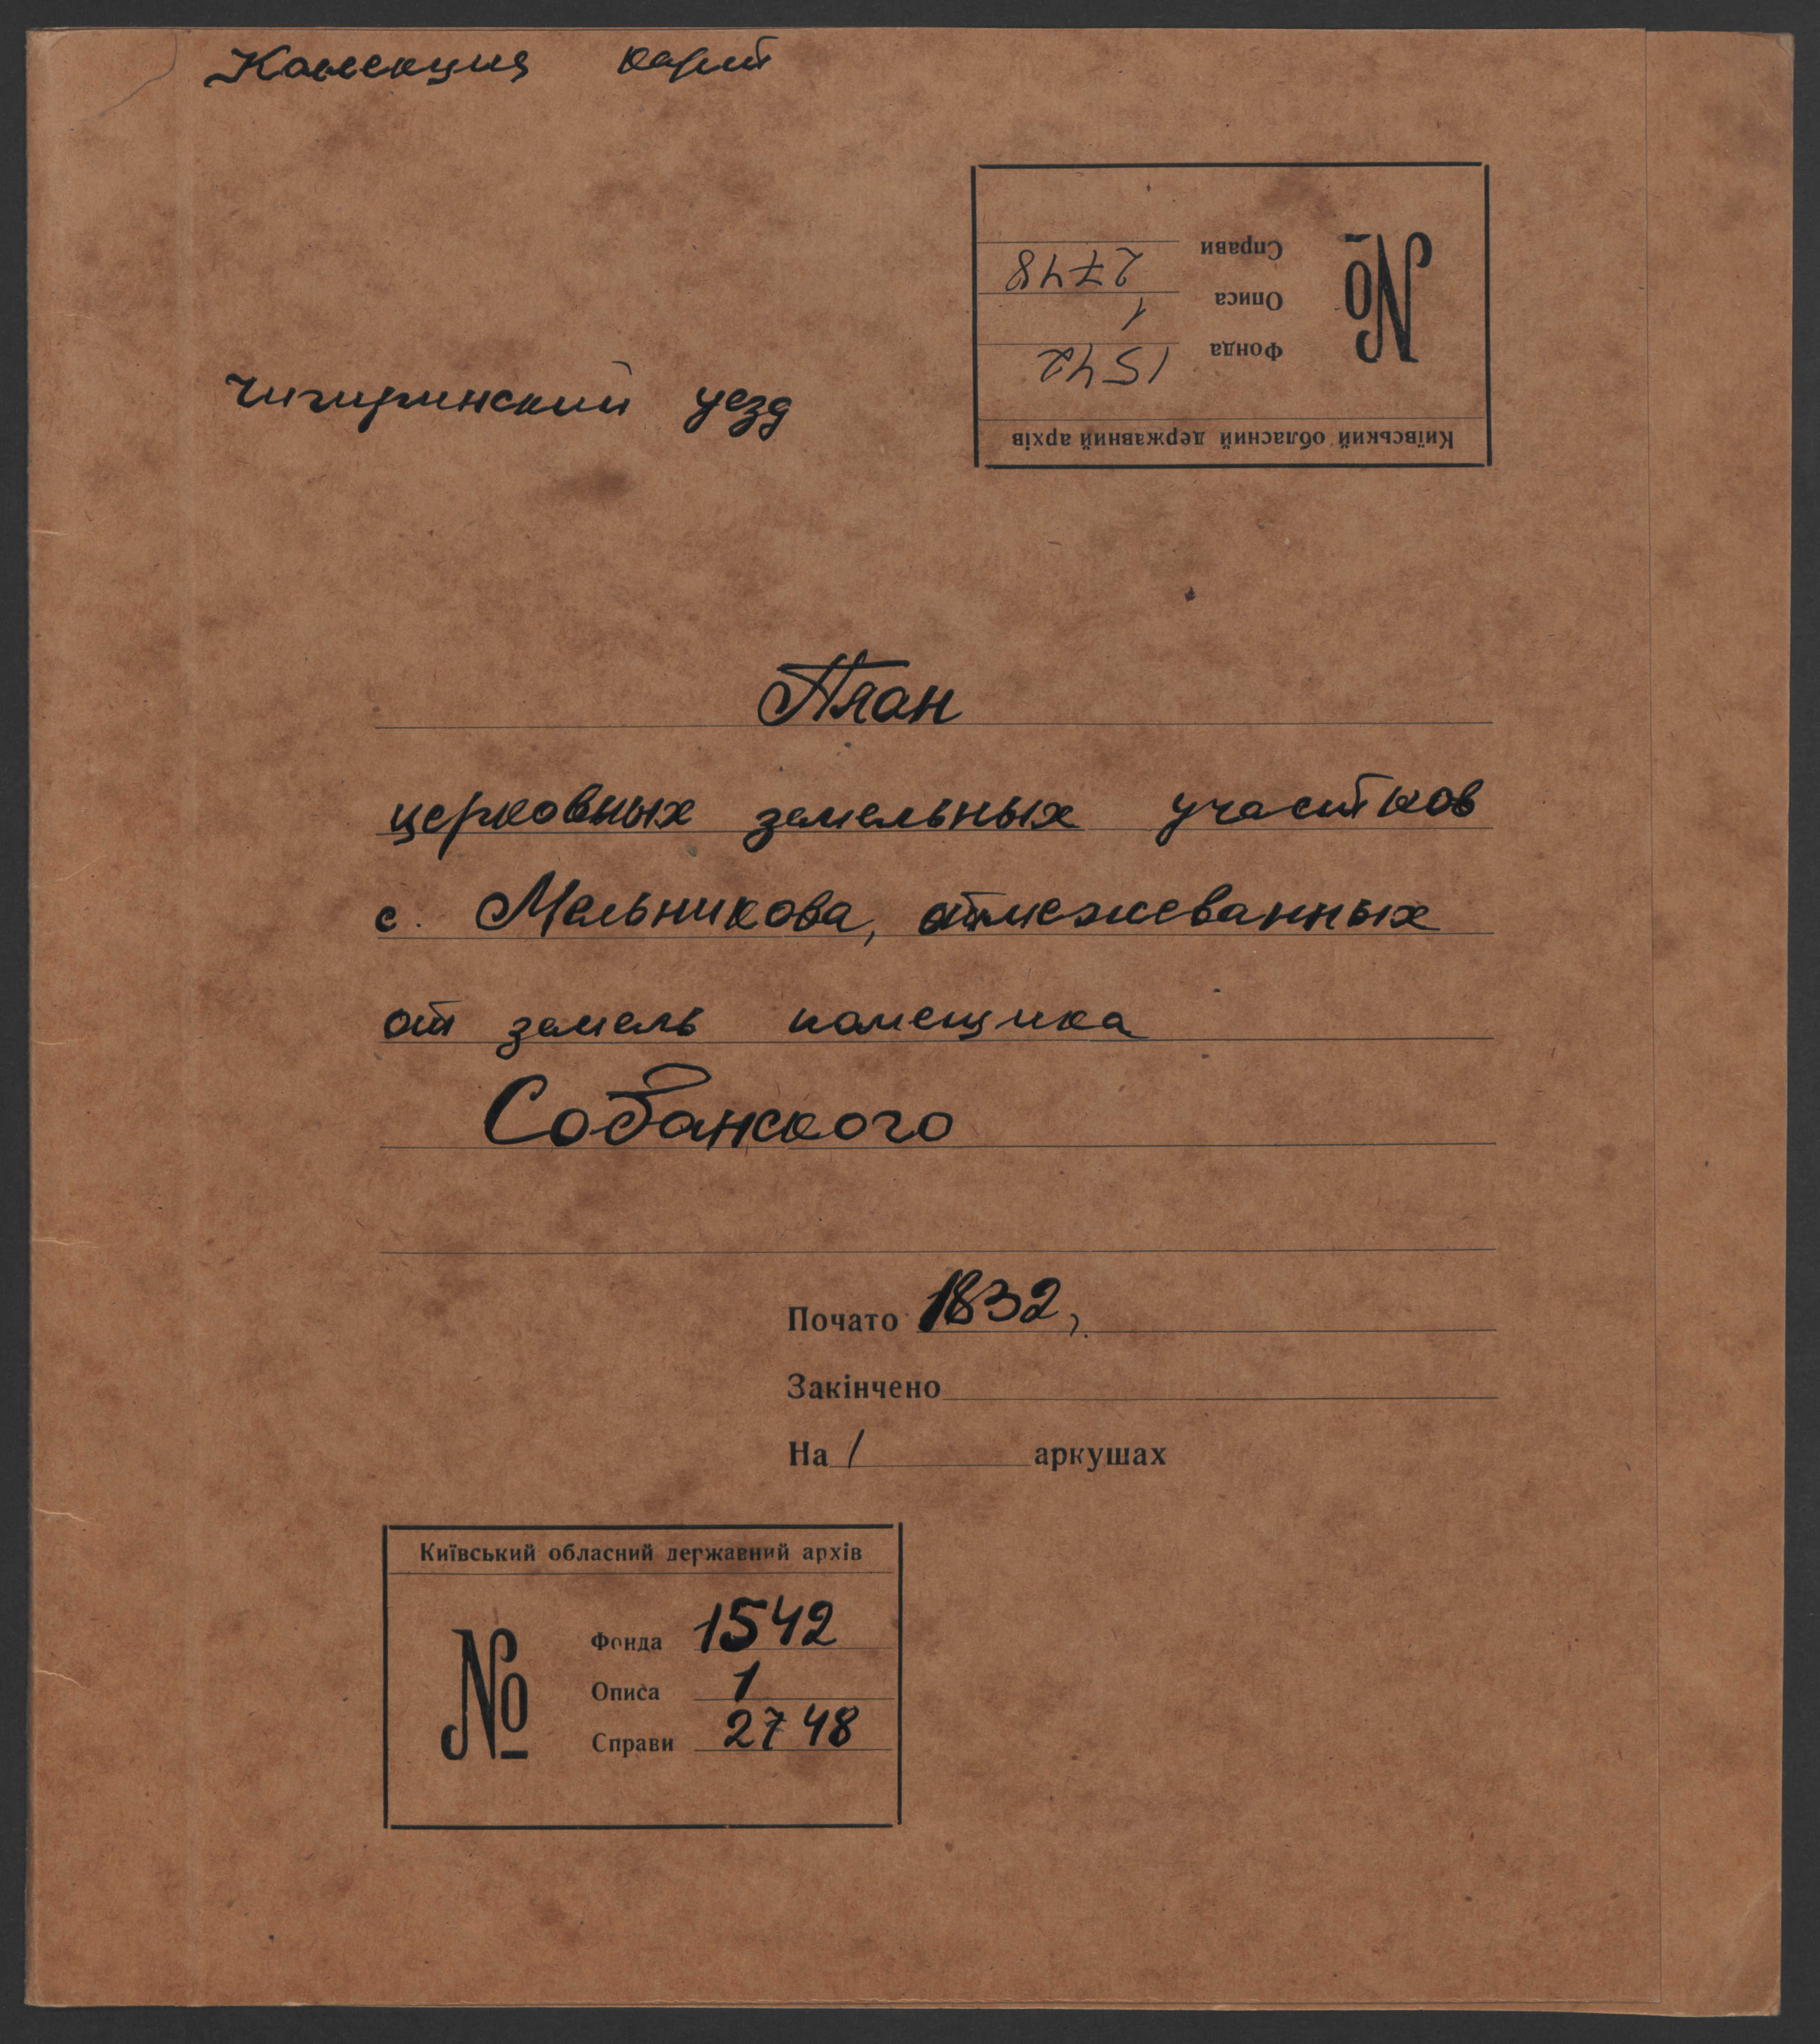 Коллекция карт
№
Справи 2748
Описа 1
Фонда 1542
Київський обласний державний архів
Чигиринский уезд
План
церковных земельных участков
с. Мельникова, отмежеванных
от земель помещика
Собанского
Почато 1832,
Закінчено
На 1 аркушах
Київський обласний державний архів
№
Фонда 1542
Описа 1
Справи 2748